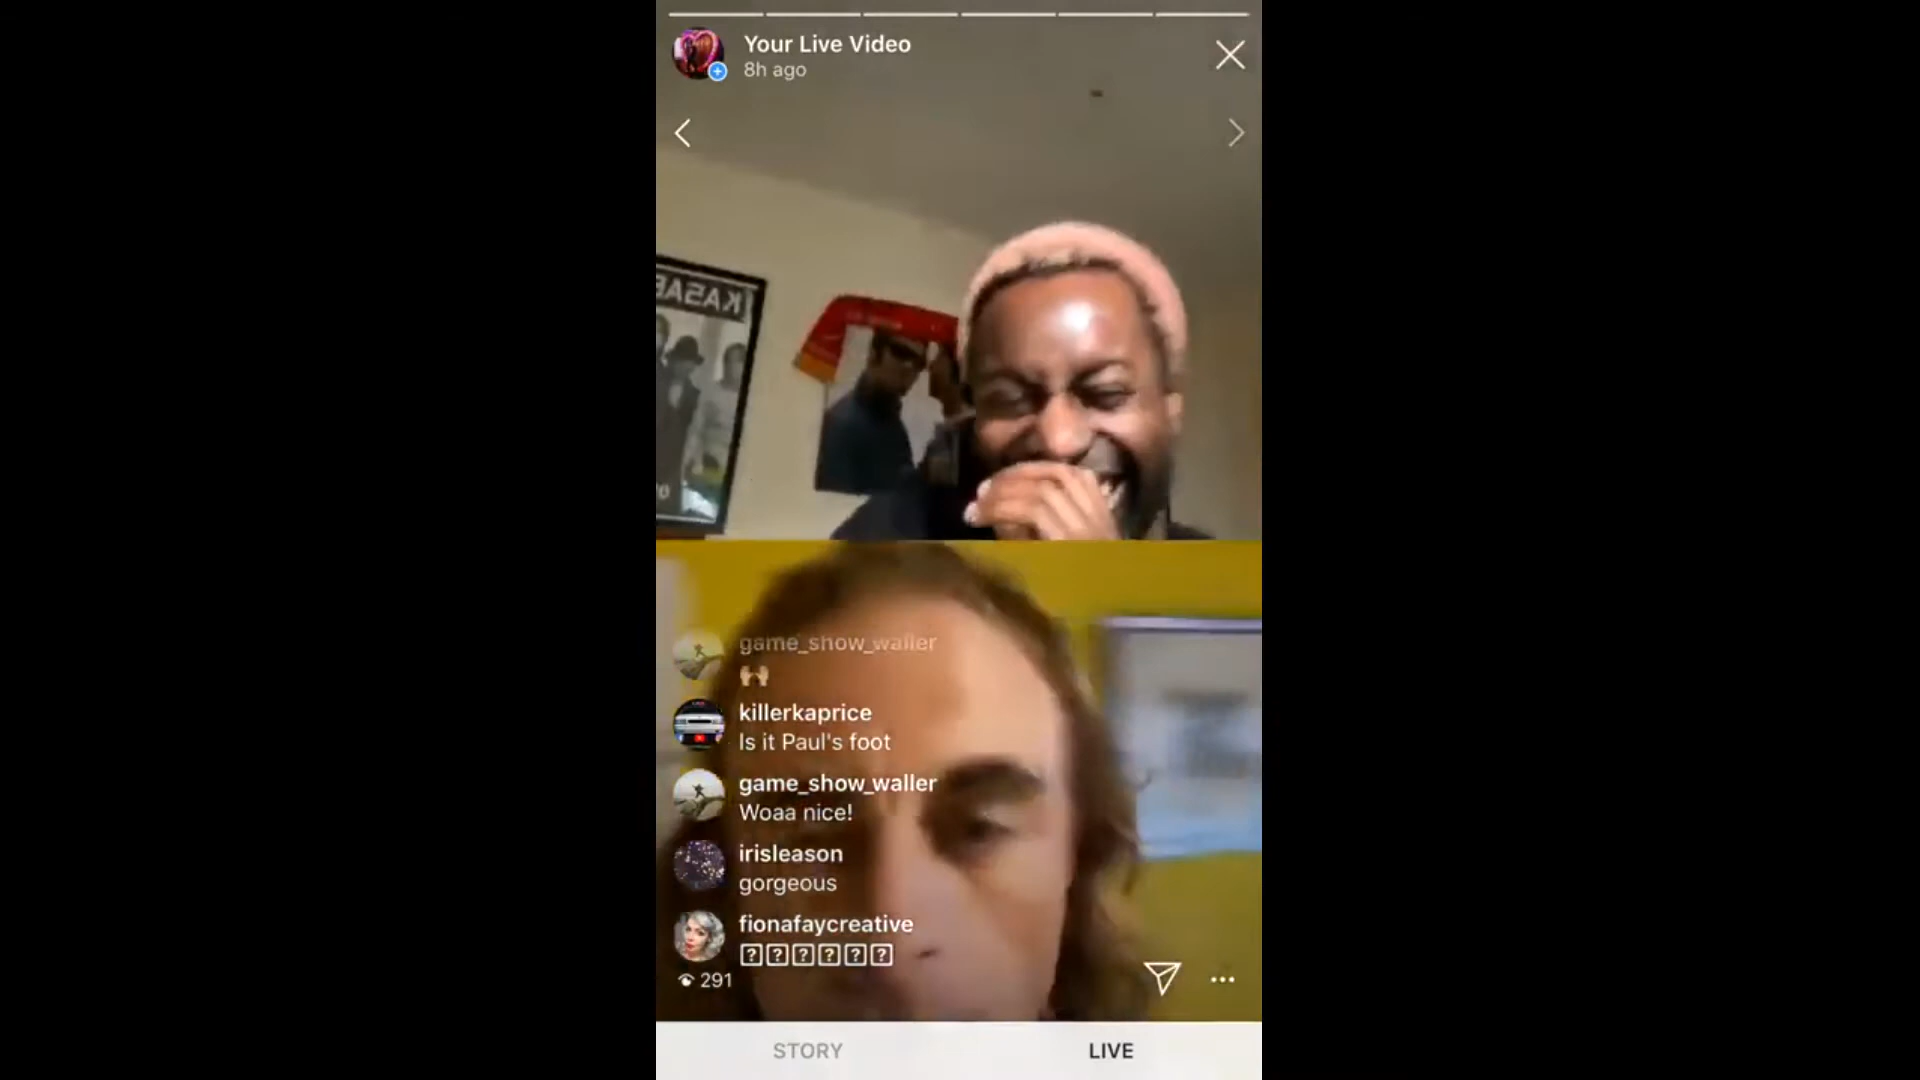 Your Live Video
8h ago
game_show_waller
killerkaprice
Is it Paul's foot
game_show_waller
Woaa nice!
irisleason
gorgeous
fionafaycreative
291
STORY
LIVE